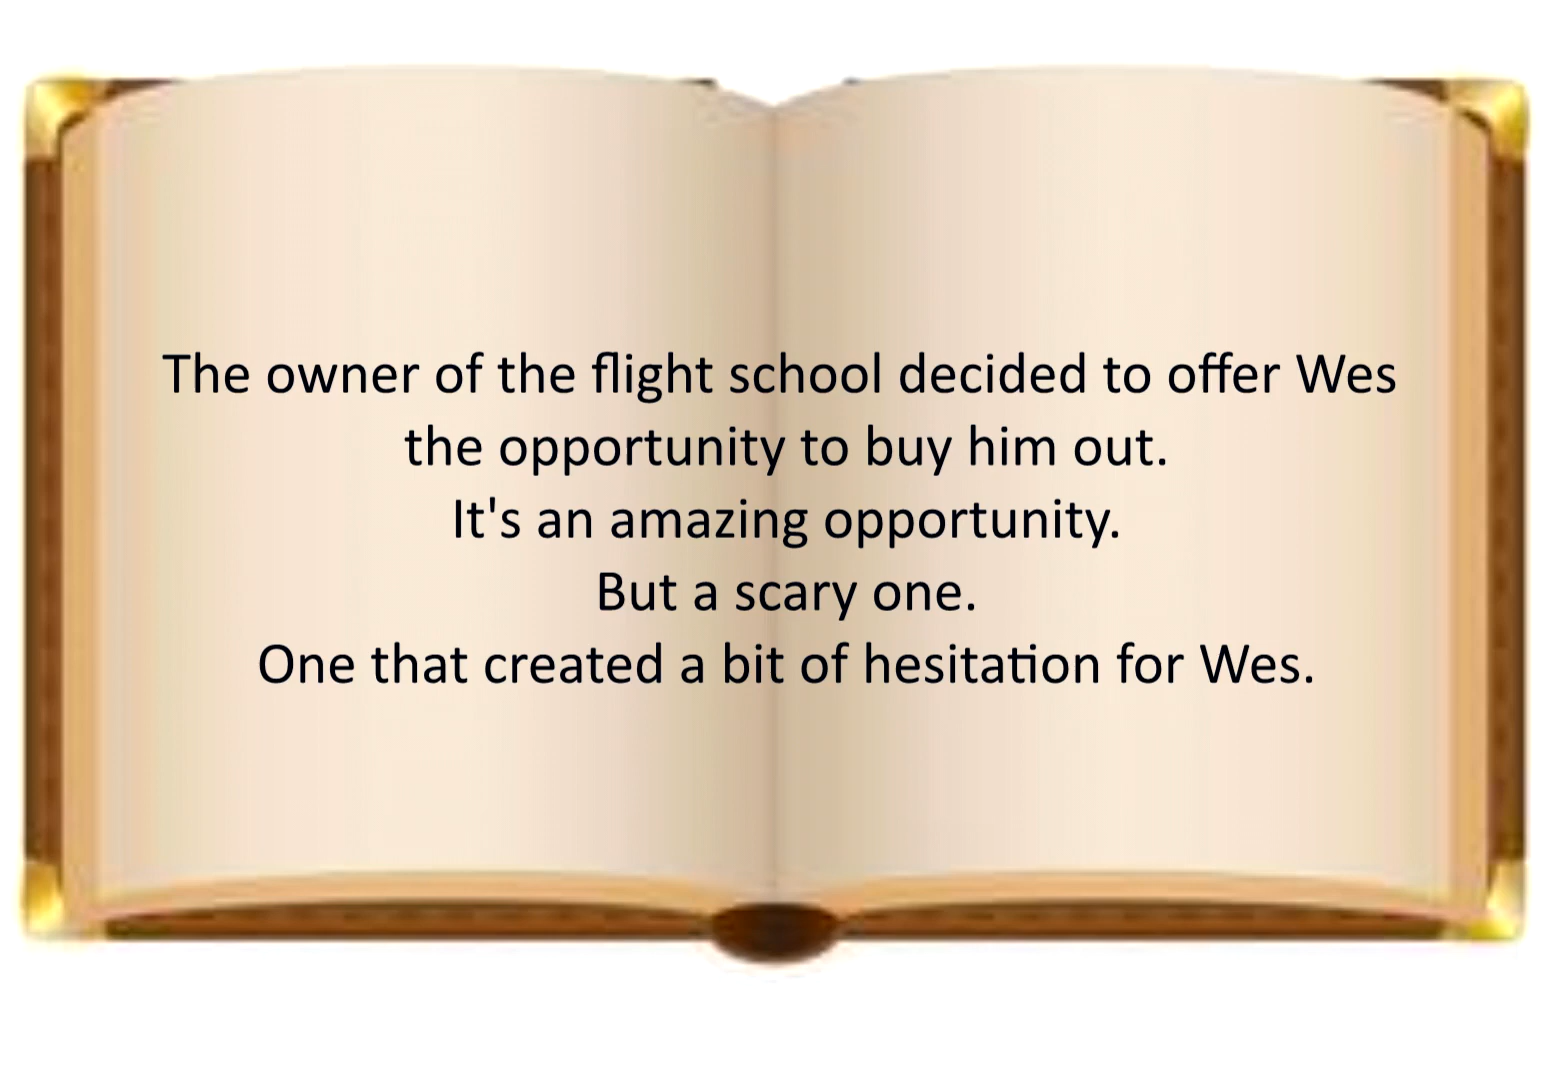 The owner of the flight school decided to offer Wes
the opportunity to buy him out.
It's an amazing opportunity.
But a scary one.
One that created a bit of hesitation for Wes.